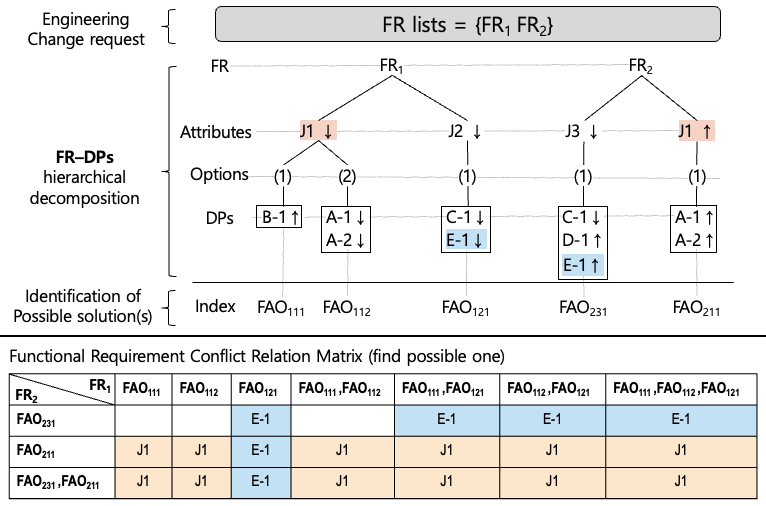 Engineering
Change request
FR lists = {FR₁ FR₂}
FR FR₁ FR₂
Attributes J1 ↓ J2 ↓ J3 ↓ J1 ↑
FR–DPs
hierarchical
decomposition
Options (1) (2) (1) (1) (1)
DPs B-1 ↑ A-1 ↓ C-1 ↓ C-1 ↓ A-1 ↑
A-2 ↓ E-1 ↓ D-1 ↑ A-2 ↑
E-1 ↑
Identification of
Possible solution(s)
Index FAO₁₁₁ FAO₁₁₂ FAO₁₂₁ FAO₂₃₁ FAO₂₁₁
Functional Requirement Conflict Relation Matrix (find possible one)
FR₂ FR₁ FAO₁₁₁ FAO₁₁₂ FAO₁₂₁ FAO₁₁₁,FAO₁₁₂ FAO₁₁₁,FAO₁₂₁ FAO₁₁₂,FAO₁₂₁ FAO₁₁₁,FAO₁₁₂,FAO₁₂₁
FAO₂₃₁ E-1 E-1 E-1 E-1
FAO₂₁₁ J1 J1 E-1 J1 J1 J1 J1
FAO₂₃₁,FAO₂₁₁ J1 J1 E-1 J1 J1 J1 J1